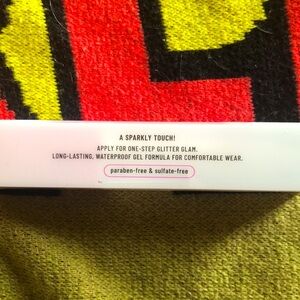 A SPARKLY TOUCH!
APPLY FOR ONE-STEP GLITTER GLAM.
LONG-LASTING, WATERPROOF GEL FORMULA FOR COMFORTABLE WEAR.
paraben-free & sulfate-free